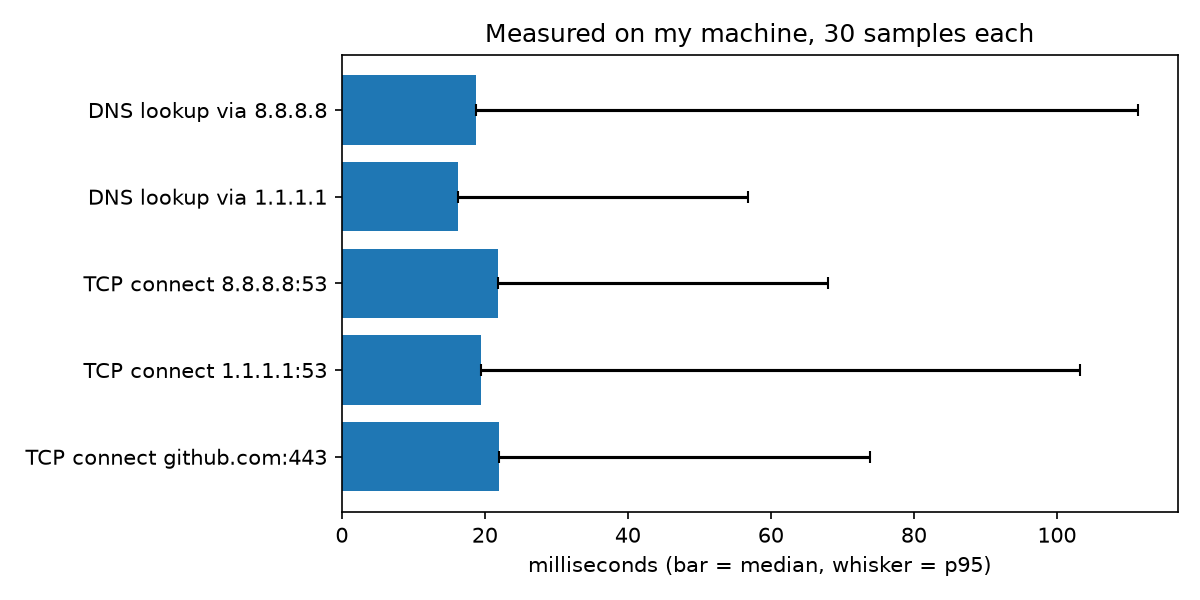 Measured on my machine, 30 samples each
DNS lookup via 8.8.8.8
DNS lookup via 1.1.1.1
TCP connect 8.8.8.8:53
TCP connect 1.1.1.1:53
TCP connect github.com:443
0 20 40 60 80 100
milliseconds (bar = median, whisker = p95)